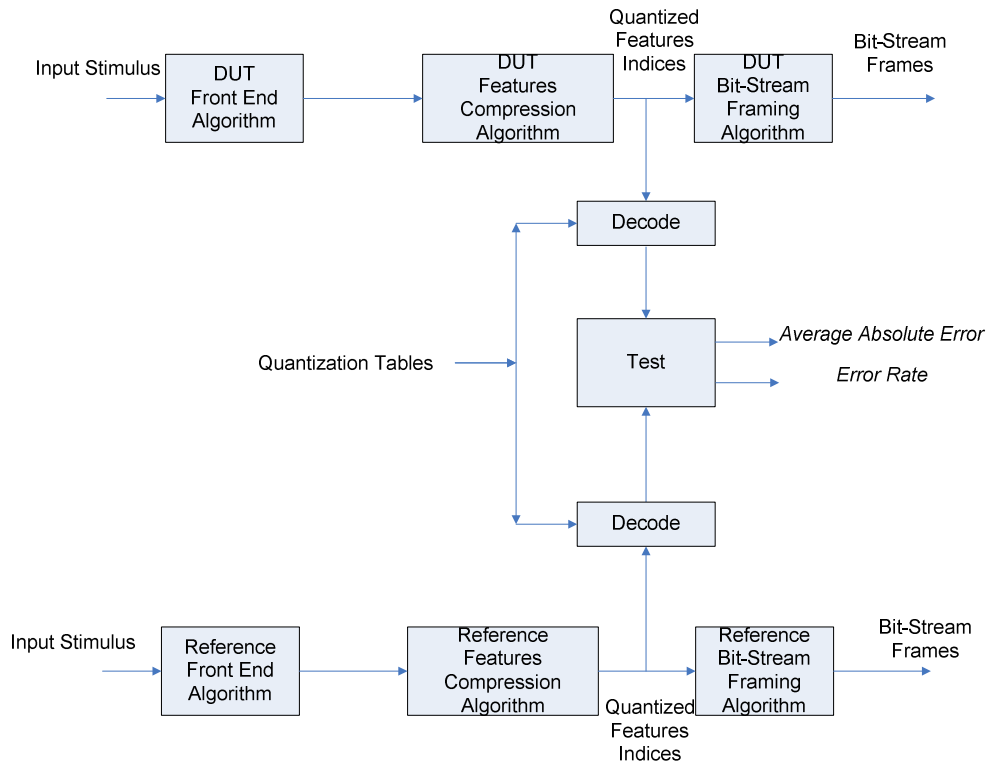 Input Stimulus
DUT
Front End
Algorithm
DUT
Features
Compression
Algorithm
Quantized
Features
Indices
DUT
Bit-Stream
Framing
Algorithm
Bit-Stream
Frames
Decode
Quantization Tables
Test
Average Absolute Error
Error Rate
Decode
Input Stimulus
Reference
Front End
Algorithm
Reference
Features
Compression
Algorithm
Quantized
Features
Indices
Reference
Bit-Stream
Framing
Algorithm
Bit-Stream
Frames